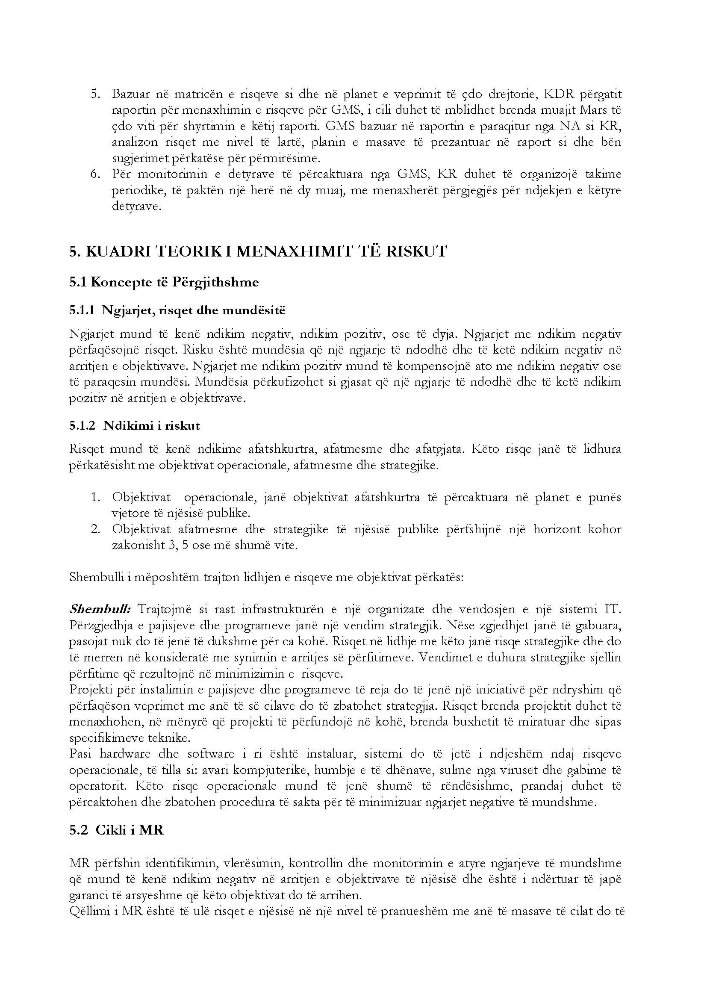 5. Bazuar në matricën e risqeve si dhe në planet e veprimit të çdo drejtorie, KDR përgatit
raportin për menaxhimin e risqeve për GMS, i cili duhet të mblidhet brenda muajit Mars të
çdo viti për shyrtimin e këtij raporti. GMS bazuar në raportin e paraqitur nga NA si KR,
analizon risqet me nivel të lartë, planin e masave të prezantuar në raport si dhe bën
sugjerimet përkatëse për përmirësime.
6. Për monitorimin e detyrave të përcaktuara nga GMS, KR duhet të organizojë takime
periodike, të paktën një herë në dy muaj, me menaxherët përgjegjës për ndjekjen e këtyre
detyrave.
5. KUADRI TEORIK I MENAXHIMIT TË RISKUT
5.1 Koncepte të Përgjithshme
5.1.1 Ngjarjet, risqet dhe mundësitë
Ngjarjet mund të kenë ndikim negativ, ndikim pozitiv, ose të dyja. Ngjarjet me ndikim negativ
përfaqësojnë risqet. Risku është mundësia që një ngjarje të ndodhë dhe të ketë ndikim negativ në
arritjen e objektivave. Ngjarjet me ndikim pozitiv mund të kompensojnë ato me ndikim negativ ose
të paraqesin mundësi. Mundësia përkufizohet si gjasat që një ngjarje të ndodhë dhe të ketë ndikim
pozitiv në arritjen e objektivave.
5.1.2 Ndikimi i riskut
Risqet mund të kenë ndikime afatshkurtra, afatmesme dhe afatgjata. Këto risqe janë të lidhura
përkatësisht me objektivat operacionale, afatmesme dhe strategjike.
1. Objektivat operacionale, janë objektivat afatshkurtra të përcaktuara në planet e punës
vjetore të njësisë publike.
2. Objektivat afatmesme dhe strategjike të njësisë publike përfshijnë një horizont kohor
zakonisht 3, 5 ose më shumë vite.
Shembulli i mëposhtëm trajton lidhjen e risqeve me objektivat përkatës:
Shembull: Trajtojmë si rast infrastrukturën e një organizate dhe vendosjen e një sistemi IT.
Përzgjedhja e pajisjeve dhe programeve janë një vendim strategjik. Nëse zgjedhjet janë të gabuara,
pasojat nuk do të jenë të dukshme për ca kohë. Risqet në lidhje me këto janë risqe strategjike dhe do
të merren në konsideratë me synimin e arritjes së përfitimeve. Vendimet e duhura strategjike sjellin
përfitime që rezultojnë në minimizimin e risqeve.
Projekti për instalimin e pajisjeve dhe programeve të reja do të jenë një iniciativë për ndryshim që
përfaqëson veprimet me anë të së cilave do të zbatohet strategjia. Risqet brenda projektit duhet të
menaxhohen, në mënyrë që projekti të përfundojë në kohë, brenda buxhetit të miratuar dhe sipas
specifikimeve teknike.
Pasi hardware dhe software i ri është instaluar, sistemi do të jetë i ndjeshëm ndaj risqeve
operacionale, të tilla si: avari kompjuterike, humbje e të dhënave, sulme nga viruset dhe gabime të
operatorit. Këto risqe operacionale mund të jenë shumë të rëndësishme, prandaj duhet të
përcaktohen dhe zbatohen procedura të sakta për të minimizuar ngjarjet negative të mundshme.
5.2 Cikli i MR
MR përfshin identifikimin, vlerësimin, kontrollin dhe monitorimin e atyre ngjarjeve të mundshme
që mund të kenë ndikim negativ në arritjen e objektivave të njësisë dhe është i ndërtuar të japë
garanci të arsyeshme që këto objektivat do të arrihen.
Qëllimi i MR është të ulë risqet e njësisë në një nivel të pranueshëm me anë të masave të cilat do të